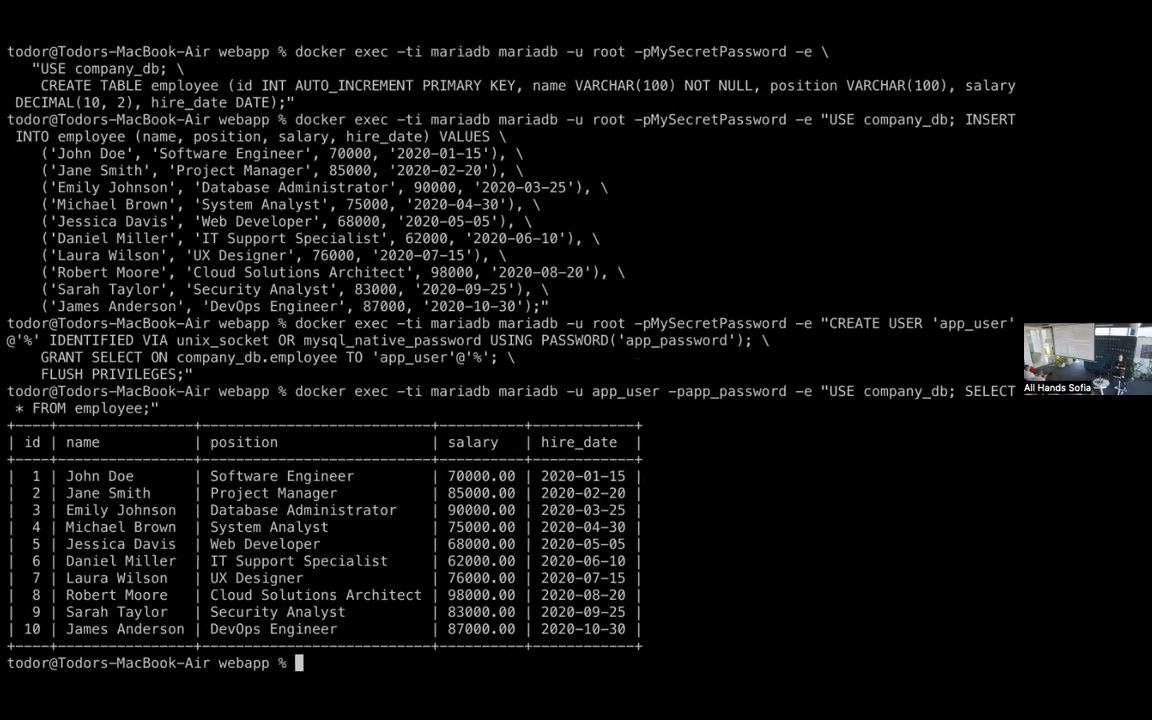 todor@Todors-MacBook-Air webapp % docker exec -ti mariadb mariadb -u root -pMySecretPassword -e \
"USE company_db; \
CREATE TABLE employee (id INT AUTO_INCREMENT PRIMARY KEY, name VARCHAR(100) NOT NULL, position VARCHAR(100), salary
DECIMAL(10, 2), hire_date DATE);"
todor@Todors-MacBook-Air webapp % docker exec -ti mariadb mariadb -u root -pMySecretPassword -e "USE company_db; INSERT
INTO employee (name, position, salary, hire_date) VALUES \
('John Doe', 'Software Engineer', 70000, '2020-01-15'), \
('Jane Smith', 'Project Manager', 85000, '2020-02-20'), \
('Emily Johnson', 'Database Administrator', 90000, '2020-03-25'), \
('Michael Brown', 'System Analyst', 75000, '2020-04-30'), \
('Jessica Davis', 'Web Developer', 68000, '2020-05-05'), \
('Daniel Miller', 'IT Support Specialist', 62000, '2020-06-10'), \
('Laura Wilson', 'UX Designer', 76000, '2020-07-15'), \
('Robert Moore', 'Cloud Solutions Architect', 98000, '2020-08-20'), \
('Sarah Taylor', 'Security Analyst', 83000, '2020-09-25'), \
('James Anderson', 'DevOps Engineer', 87000, '2020-10-30');"
todor@Todors-MacBook-Air webapp % docker exec -ti mariadb mariadb -u root -pMySecretPassword -e "CREATE USER 'app_user'
@'%' IDENTIFIED VIA unix_socket OR mysql_native_password USING PASSWORD('app_password'); \
GRANT SELECT ON company_db.employee TO 'app_user'@'%'; \
FLUSH PRIVILEGES;"
todor@Todors-MacBook-Air webapp % docker exec -ti mariadb mariadb -u app_user -papp_password -e "USE company_db; SELECT
* FROM employee;"
+----+----------------+---------------------------+----------+------------+
| id | name | position | salary | hire_date |
+----+----------------+---------------------------+----------+------------+
| 1 | John Doe | Software Engineer | 70000.00 | 2020-01-15 |
| 2 | Jane Smith | Project Manager | 85000.00 | 2020-02-20 |
| 3 | Emily Johnson | Database Administrator | 90000.00 | 2020-03-25 |
| 4 | Michael Brown | System Analyst | 75000.00 | 2020-04-30 |
| 5 | Jessica Davis | Web Developer | 68000.00 | 2020-05-05 |
| 6 | Daniel Miller | IT Support Specialist | 62000.00 | 2020-06-10 |
| 7 | Laura Wilson | UX Designer | 76000.00 | 2020-07-15 |
| 8 | Robert Moore | Cloud Solutions Architect | 98000.00 | 2020-08-20 |
| 9 | Sarah Taylor | Security Analyst | 83000.00 | 2020-09-25 |
| 10 | James Anderson | DevOps Engineer | 87000.00 | 2020-10-30 |
+----+----------------+---------------------------+----------+------------+
todor@Todors-MacBook-Air webapp %
All Hands Sofia